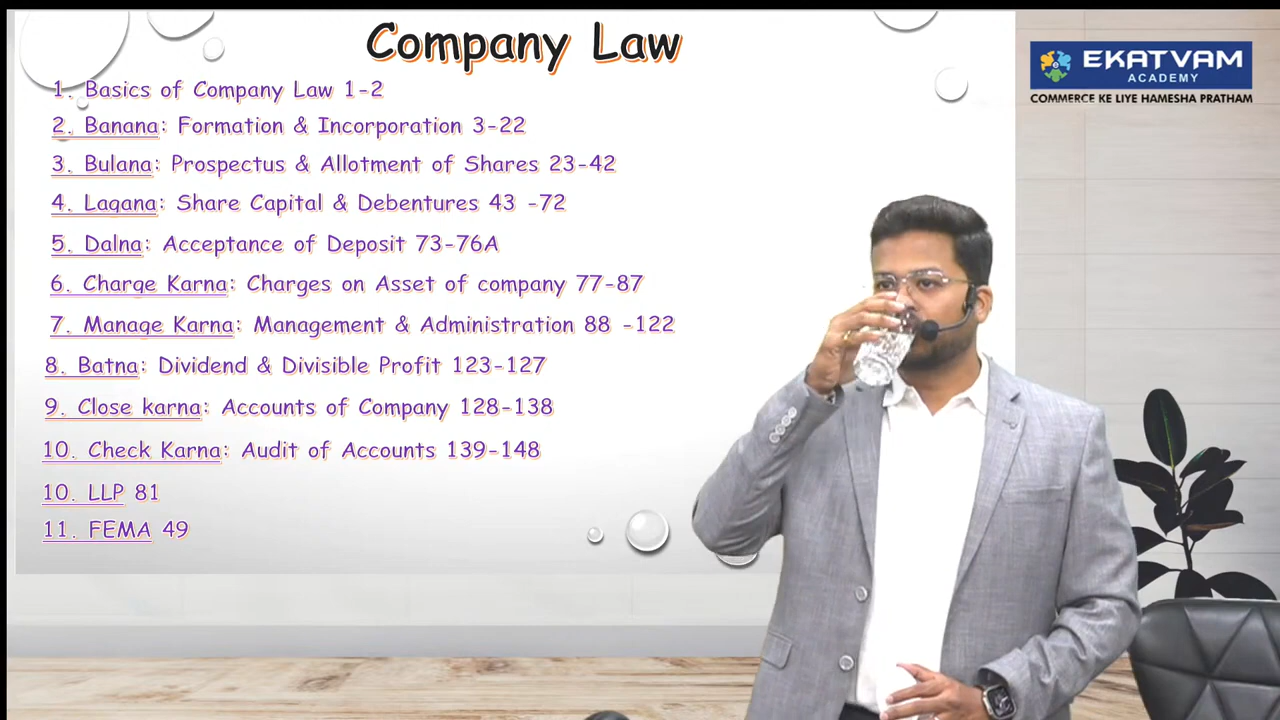 Company Law
1. Basics of Company Law 1-2
2. Banana: Formation & Incorporation 3-22
3. Bulana: Prospectus & Allotment of Shares 23-42
4. Lagana: Share Capital & Debentures 43 -72
5. Dalna: Acceptance of Deposit 73-76A
6. Charge Karna: Charges on Asset of company 77-87
7. Manage Karna: Management & Administration 88 -122
8. Batna: Dividend & Divisible Profit 123-127
9. Close karna: Accounts of Company 128-138
10. Check Karna: Audit of Accounts 139-148
10. LLP 81
11. FEMA 49
EKATVAM
ACADEMY
COMMERCE KE LIYE HAMESHA PRATHAM